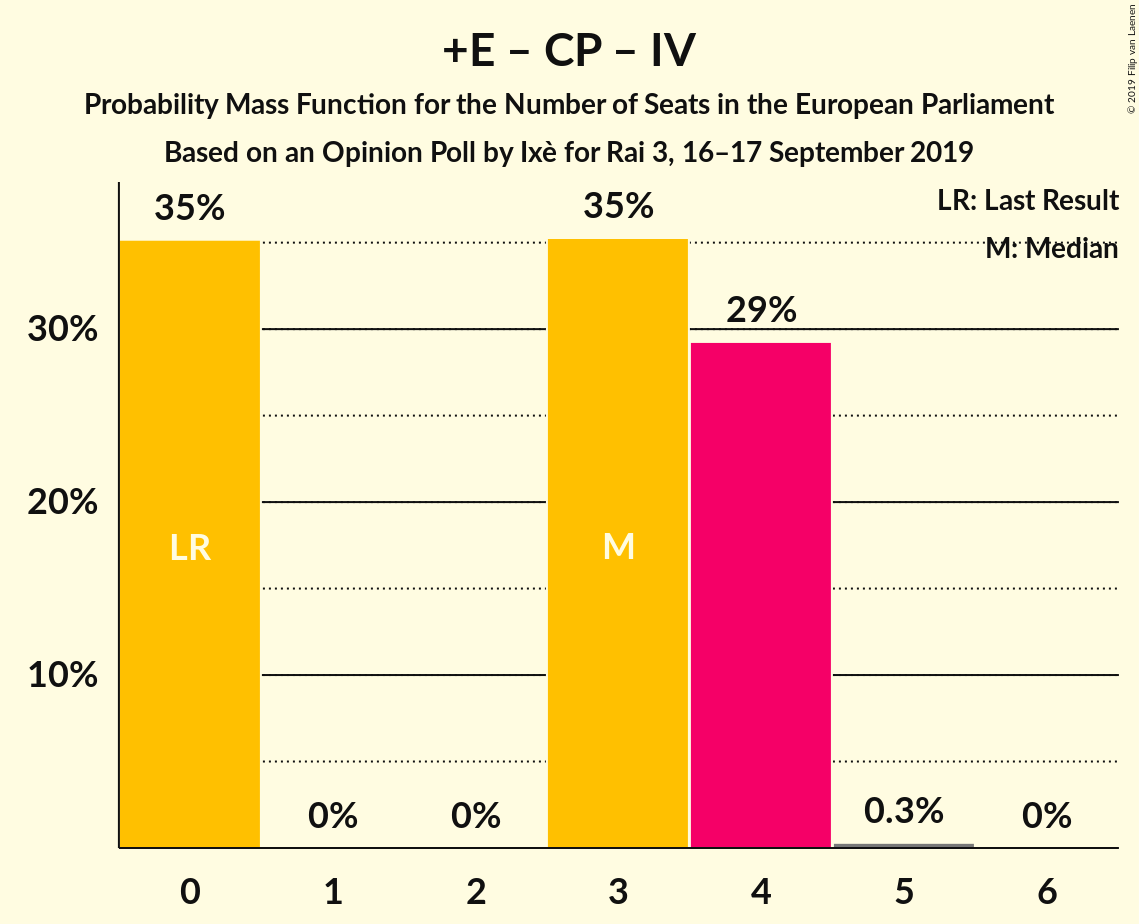 +E – CP – IV
Probability Mass Function for the Number of Seats in the European Parliament
Based on an Opinion Poll by Ixè for Rai 3, 16–17 September 2019
© 2019 Filip van Laenen
LR: Last Result
M: Median
35%
0%
0%
35%
29%
0.3%
0%
30%
20%
10%
LR
M
0 1 2 3 4 5 6